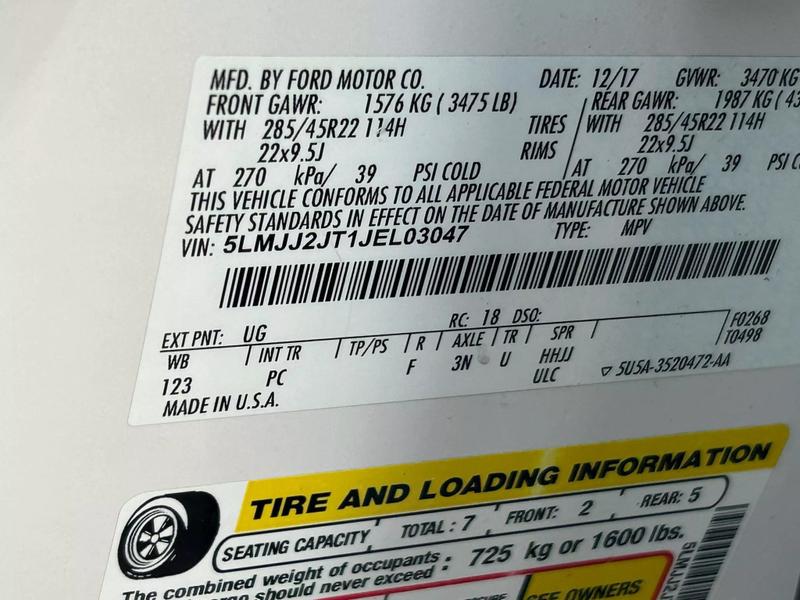 MFD. BY FORD MOTOR CO. DATE: 12/17 GVWR: 3470 KG
FRONT GAWR: 1576 KG ( 3475 LB) REAR GAWR: 1987 KG (
WITH 285/45R22 114H TIRES WITH 285/45R22 114H
22x9.5J RIMS 22x9.5J
AT 270 kPa/ 39 PSI COLD AT 270 kPa/ 39 PSI
THIS VEHICLE CONFORMS TO ALL APPLICABLE FEDERAL MOTOR VEHICLE
SAFETY STANDARDS IN EFFECT ON THE DATE OF MANUFACTURE SHOWN ABOVE.
VIN: 5LMJJ2JT1JEL03047 TYPE: MPV
EXT PNT: UG RC: 18 DSO: F0268
WB INT TR TP/PS R AXLE TR SPR T0498
123 PC F 3N U HHJJ
ULC ▽ 5U5A-3520472-AA
MADE IN U.S.A.
TIRE AND LOADING INFORMATION
SEATING CAPACITY TOTAL : 7 FRONT: 2 REAR: 5
The combined weight of occupants : 725 kg or 1600 lbs.
should never exceed
SEE OWNERS